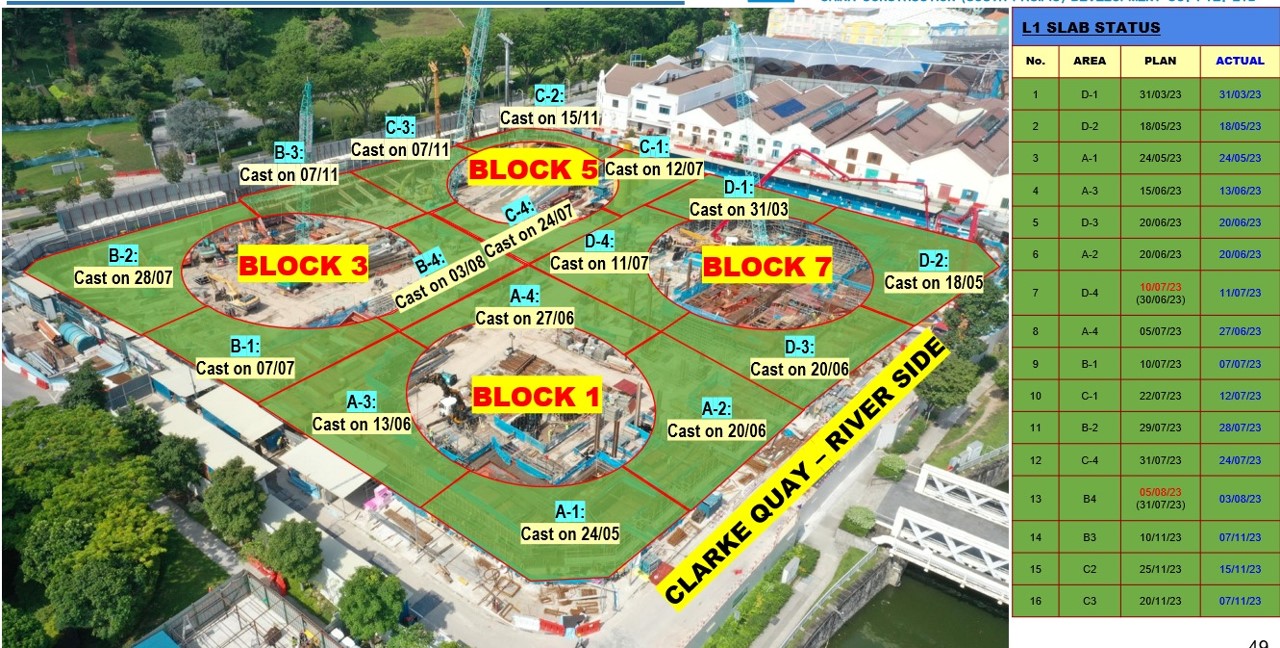 CHINA CONSTRUCTION (SOUTH PACIFIC) DEVELOPMENT CO., PTE, LTD
C-2:
Cast on 15/11
C-3:
Cast on 07/11
B-3:
Cast on 07/11
BLOCK 5
C-1:
Cast on 12/07
D-1:
Cast on 31/03
C-4:
Cast on 24/07
B-2:
Cast on 28/07
BLOCK 3
B-4:
Cast on 03/08
D-4:
Cast on 11/07
BLOCK 7
D-2:
Cast on 18/05
A-4:
Cast on 27/06
B-1:
Cast on 07/07
D-3:
Cast on 20/06
A-3:
Cast on 13/06
BLOCK 1
A-2:
Cast on 20/06
A-1:
Cast on 24/05
CLARKE QUAY – RIVER SIDE
L1 SLAB STATUS
No. AREA PLAN ACTUAL
1 D-1 31/03/23 31/03/23
2 D-2 18/05/23 18/05/23
3 A-1 24/05/23 24/05/23
4 A-3 15/06/23 13/06/23
5 D-3 20/06/23 20/06/23
6 A-2 20/06/23 20/06/23
7 D-4 10/07/23 11/07/23
(30/06/23)
8 A-4 05/07/23 27/06/23
9 B-1 10/07/23 07/07/23
10 C-1 22/07/23 12/07/23
11 B-2 29/07/23 28/07/23
12 C-4 31/07/23 24/07/23
13 B4 05/08/23 03/08/23
(31/07/23)
14 B3 10/11/23 07/11/23
15 C2 25/11/23 15/11/23
16 C3 20/11/23 07/11/23
49